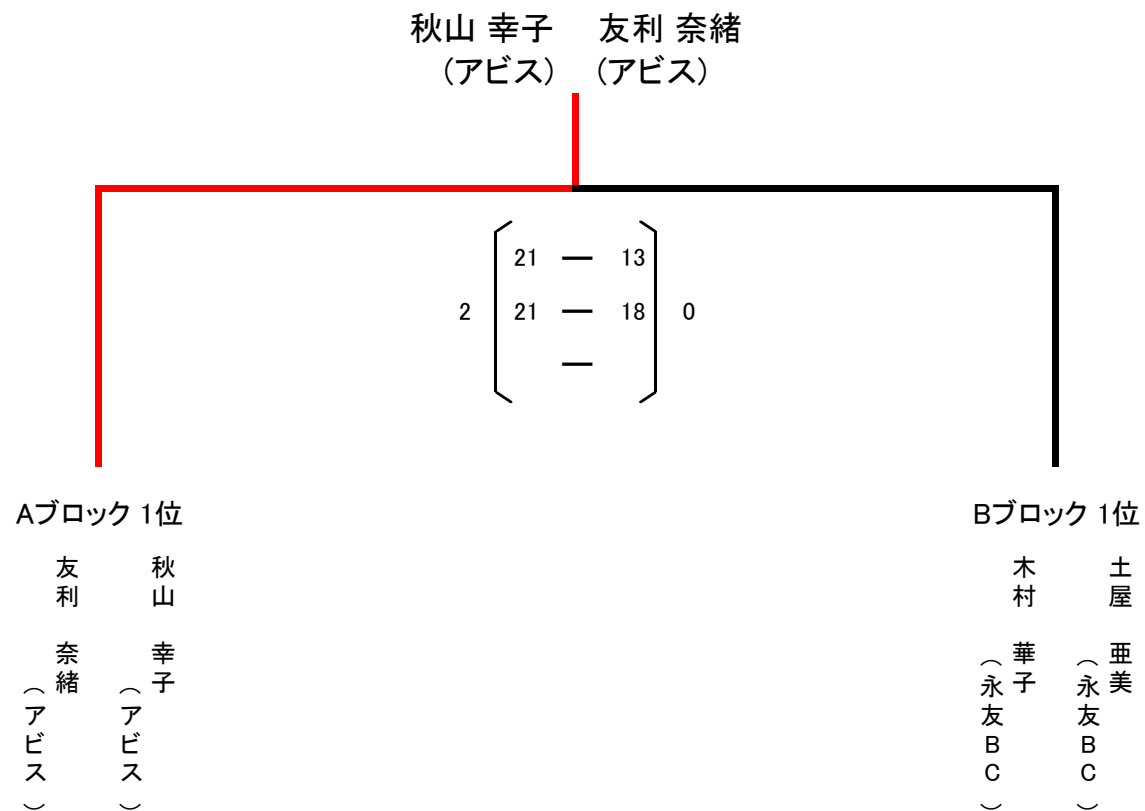 秋山 幸子 友利 奈緒
(アビス) (アビス)
21 ― 13
2 21 ― 18 0
―
Aブロック 1位
Bブロック 1位
秋山 幸子
(アビス)
友利 奈緒
(アビス)
土屋 亜美
(永友BC)
木村 華子
(永友BC)